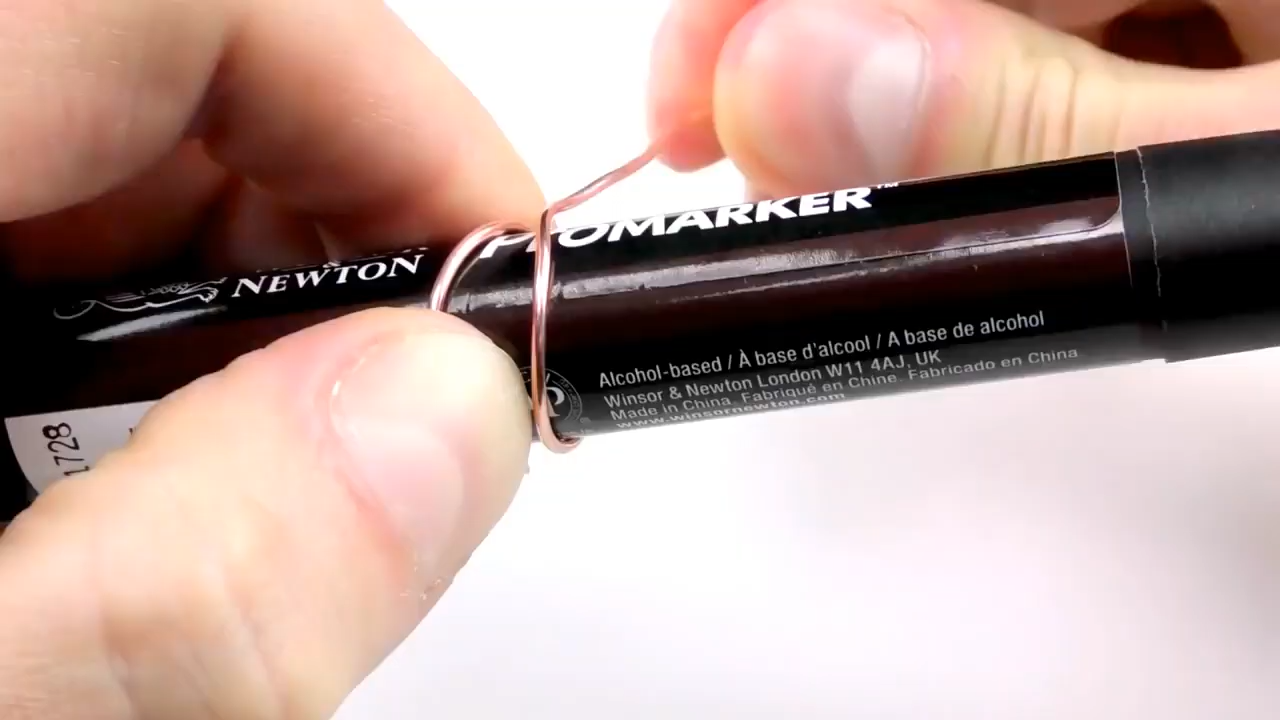 NEWTON
PROMARKER™
Alcohol-based / À base d'alcool / A base de alcohol
Winsor & Newton London W11 4AJ, UK
Made in China. Fabriqué en Chine. Fabricado en China
www.winsornewton.com
1728